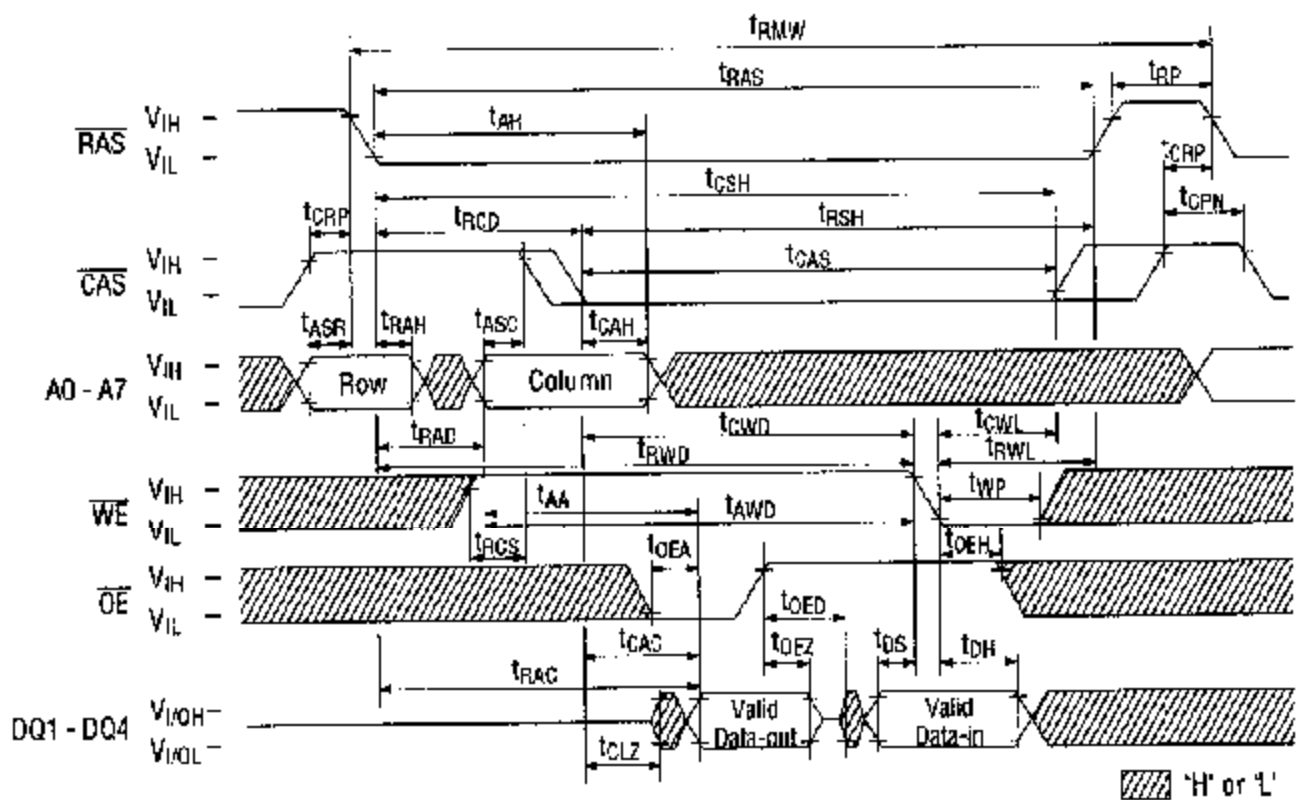 tRMW
tRAS
tRP
tAH
RAS
VIH
VIL
tCRP
tCSH
tCRP
tRCD
tRSH
tCPN
CAS
VIH
VIL
tCAS
tASR
tRAH
tASC
tCAH
A0 - A7
VIH
VIL
Row
Column
tRAD
tCWD
tCWL
tRWD
tRWL
WE
VIH
VIL
tAA
tAWD
tWP
tRCS
tOEA
tOEH
OE
VIH
VIL
tOED
tCAC
tOEZ
tDS
tDH
tRAC
DQ1 - DQ4
VI/OH
VI/OL
Valid
Data-out
Valid
Data-in
tCLZ
"H" or "L"